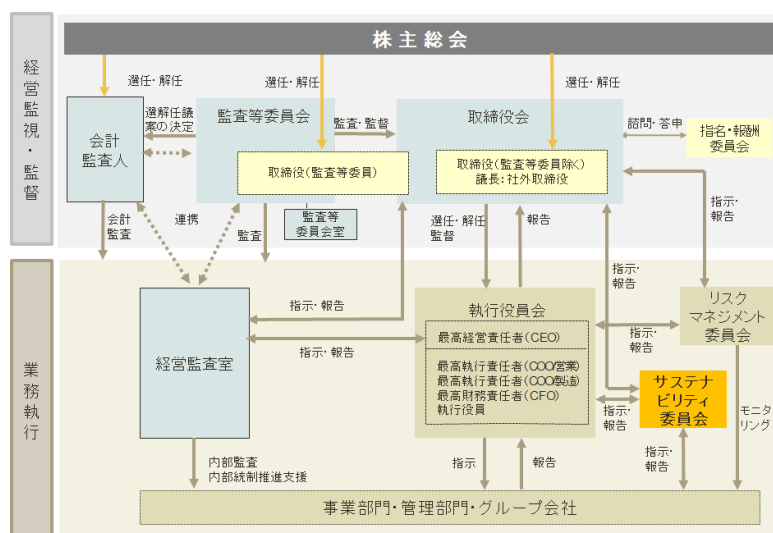 株主総会
経営監視・監督
選任・解任
選任・解任
選任・解任
会計
監査人
選解任議
案の決定
監査等委員会
監査・監督
取締役会
諮問・答申
指名・報酬
委員会
取締役(監査等委員)
取締役(監査等委員除く)
議長:社外取締役
監査等
委員会室
会計
監査
連携
監査
選任・解任
監督
報告
指示・
報告
業務執行
経営監査室
指示・報告
指示・報告
執行役員会
最高経営責任者(CEO)
最高執行責任者(COO/営業)
最高執行責任者(COO/製造)
最高財務責任者(CFO)
執行役員
指示・
報告
指示・
報告
リスク
マネジメント
委員会
サステナ
ビリティ
委員会
指示・
報告
モニタ
リング
内部監査
内部統制推進支援
指示
報告
指示・
報告
事業部門・管理部門・グループ会社